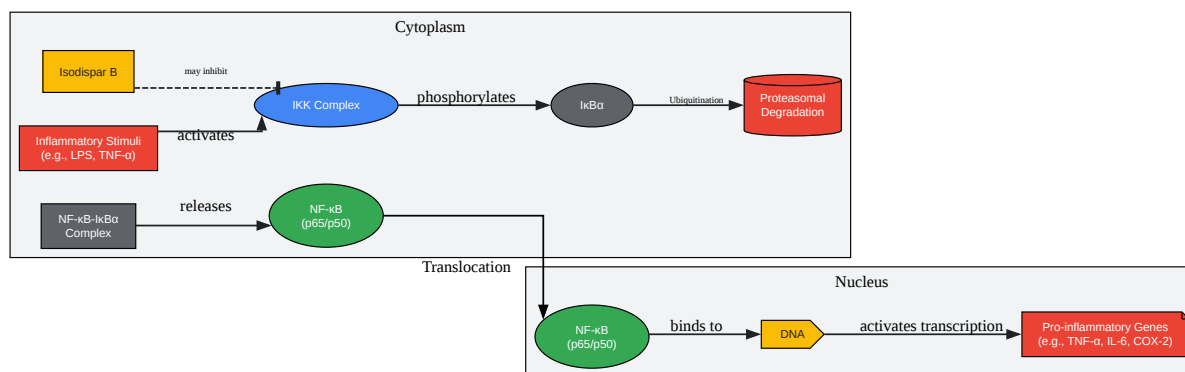 Cytoplasm
Isodispar B
may inhibit
IKK Complex
phosphorylates
IκBα
Ubiquitination
Proteasomal
Degradation
Inflammatory Stimuli
(e.g., LPS, TNF-α)
activates
NF-κB-IκBα
Complex
releases
NF-κB
(p65/p50)
Translocation
Nucleus
NF-κB
(p65/p50)
binds to
DNA
activates transcription
Pro-inflammatory Genes
(e.g., TNF-α, IL-6, COX-2)